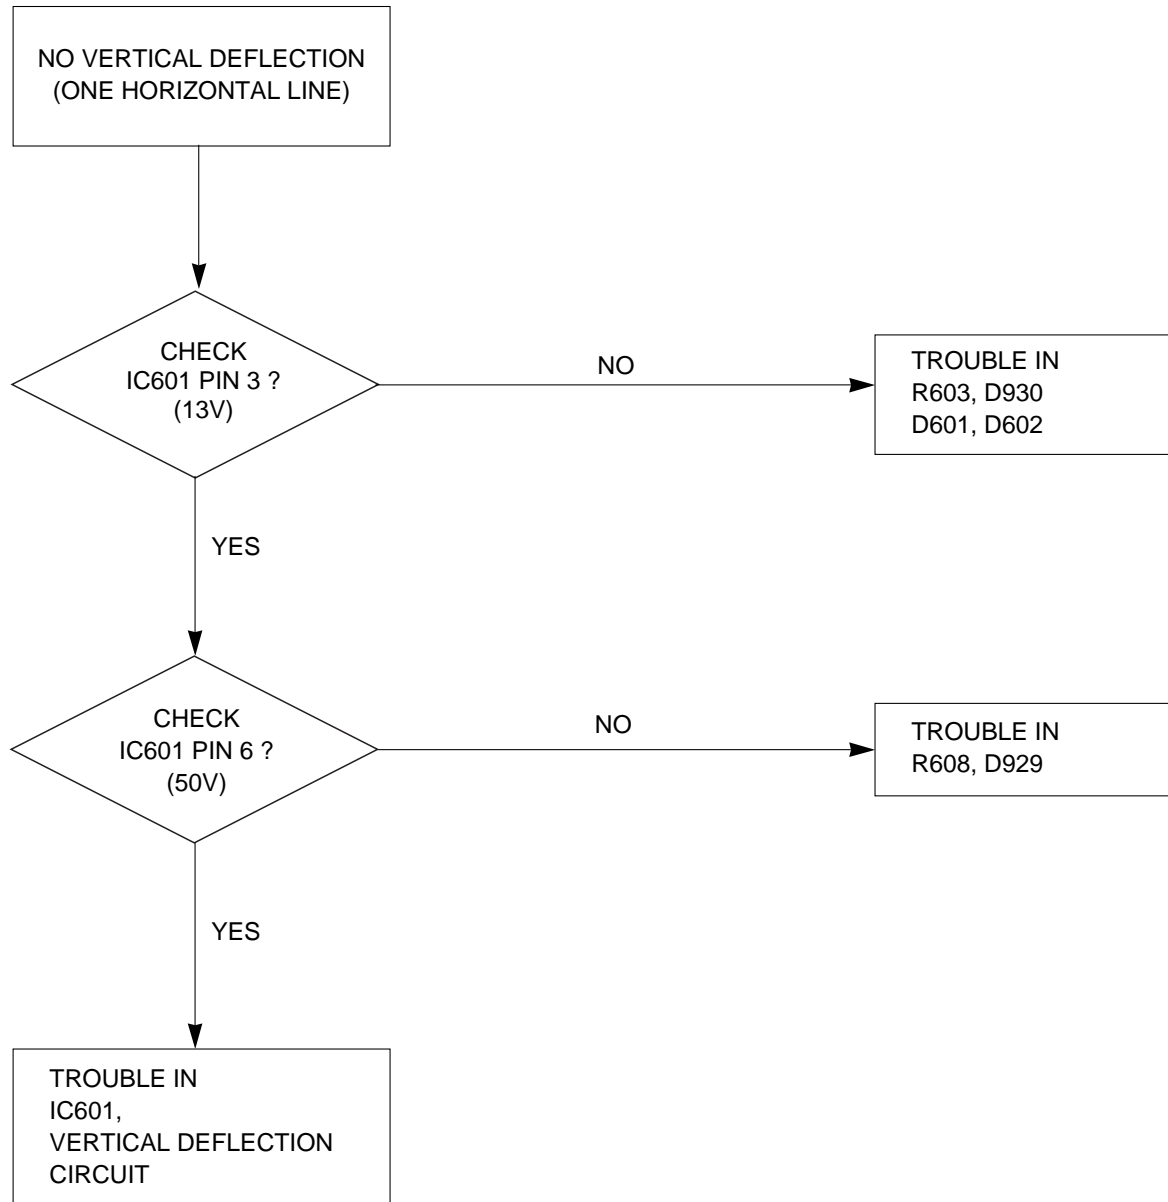 NO VERTICAL DEFLECTION
(ONE HORIZONTAL LINE)
CHECK
IC601 PIN 3 ?
(13V)
NO
TROUBLE IN
R603, D930
D601, D602
YES
CHECK
IC601 PIN 6 ?
(50V)
NO
TROUBLE IN
R608, D929
YES
TROUBLE IN
IC601,
VERTICAL DEFLECTION
CIRCUIT